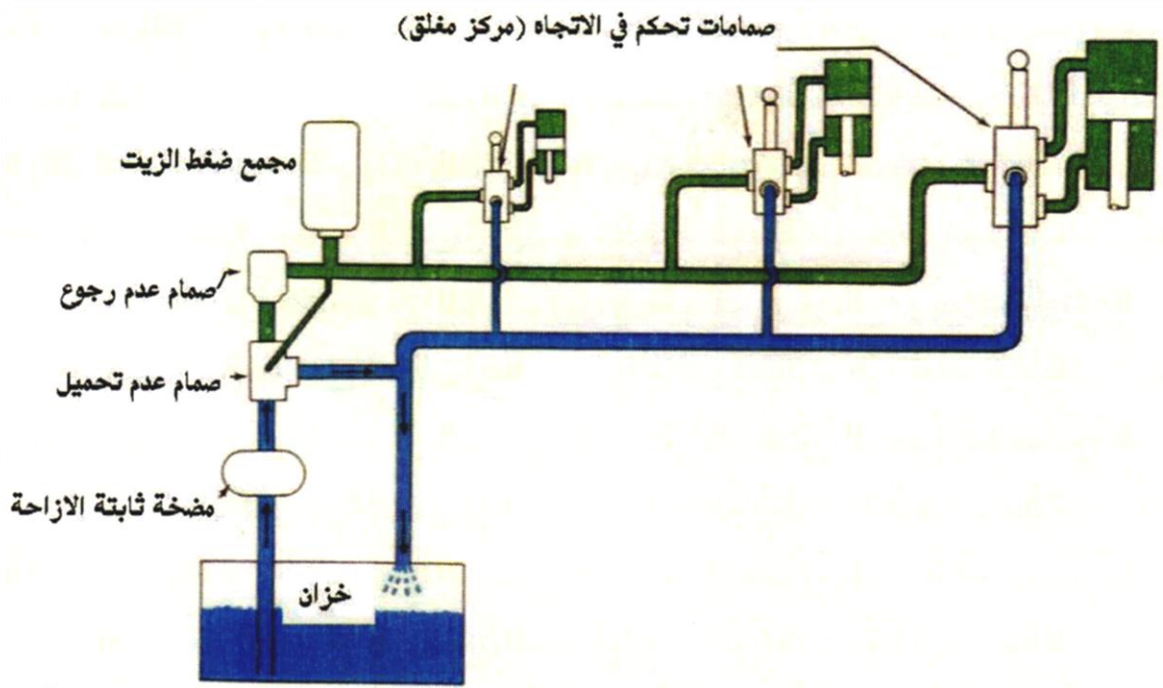 صمامات تحكم في الاتجاه (مركز مغلق)
مجمع ضغط الزيت
صمام عدم رجوع
صمام عدم تحميل
مضخة ثابتة الازاحة
خزان